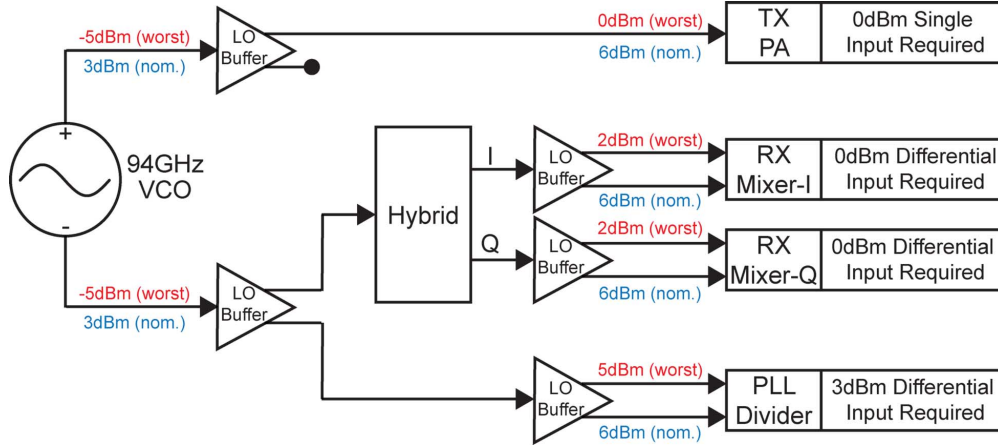 -5dBm (worst)
3dBm (nom.)
LO
Buffer
0dBm (worst)
6dBm (nom.)
TX
PA
0dBm Single
Input Required
+
-
94GHz
VCO
Hybrid
I
Q
LO
Buffer
2dBm (worst)
6dBm (nom.)
RX
Mixer-I
0dBm Differential
Input Required
LO
Buffer
2dBm (worst)
6dBm (nom.)
RX
Mixer-Q
0dBm Differential
Input Required
-5dBm (worst)
3dBm (nom.)
LO
Buffer
LO
Buffer
5dBm (worst)
6dBm (nom.)
PLL
Divider
3dBm Differential
Input Required